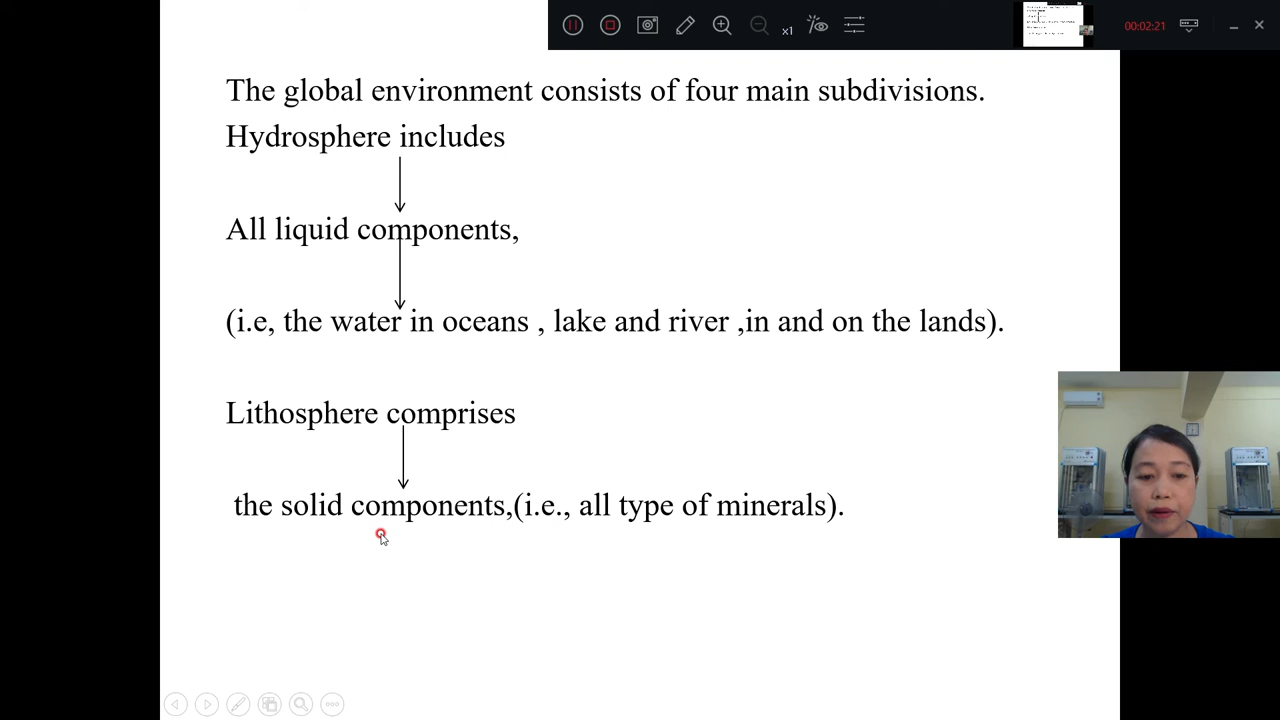 x1
00:02:21
The global environment consists of four main subdivisions.
Hydrosphere includes
All liquid components,
(i.e, the water in oceans , lake and river ,in and on the lands).
Lithosphere comprises
the solid components,(i.e., all type of minerals).